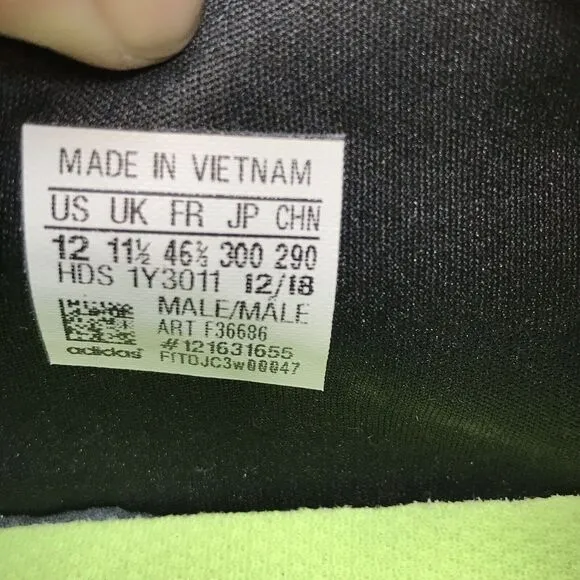 MADE IN VIETNAM
US UK FR JP CHN
12 11½ 46⅔ 300 290
HDS 1Y3011 12/18
MALE/MÂLE
ART F36686
#121631655
adidas FITOJC3w00047